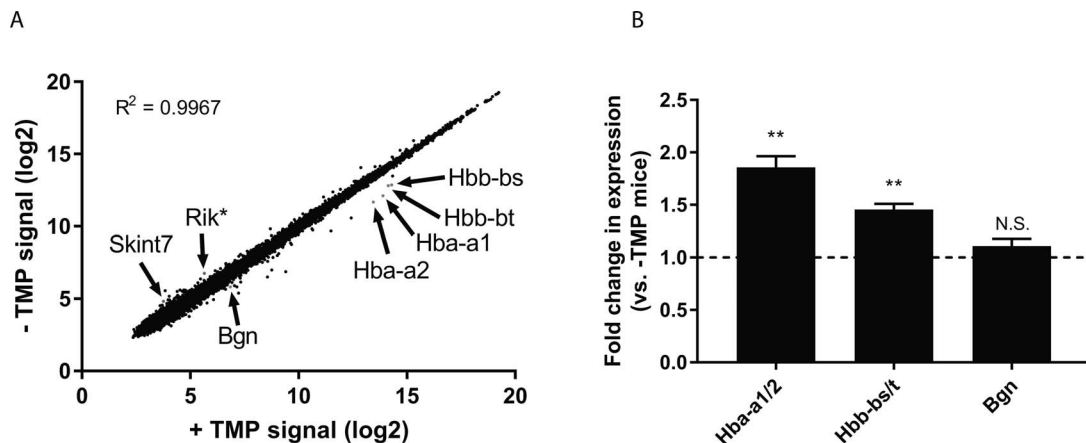 A
B
R2 = 0.9967
- TMP signal (log2)
20
15
10
5
0
0
5
10
15
20
+ TMP signal (log2)
Skint7
Rik*
Bgn
Hbb-bs
Hbb-bt
Hba-a1
Hba-a2
Fold change in expression
(vs. -TMP mice)
2.5
2.0
1.5
1.0
0.5
0.0
**
**
N.S.
Hba-a1/2
Hbb-bs/t
Bgn